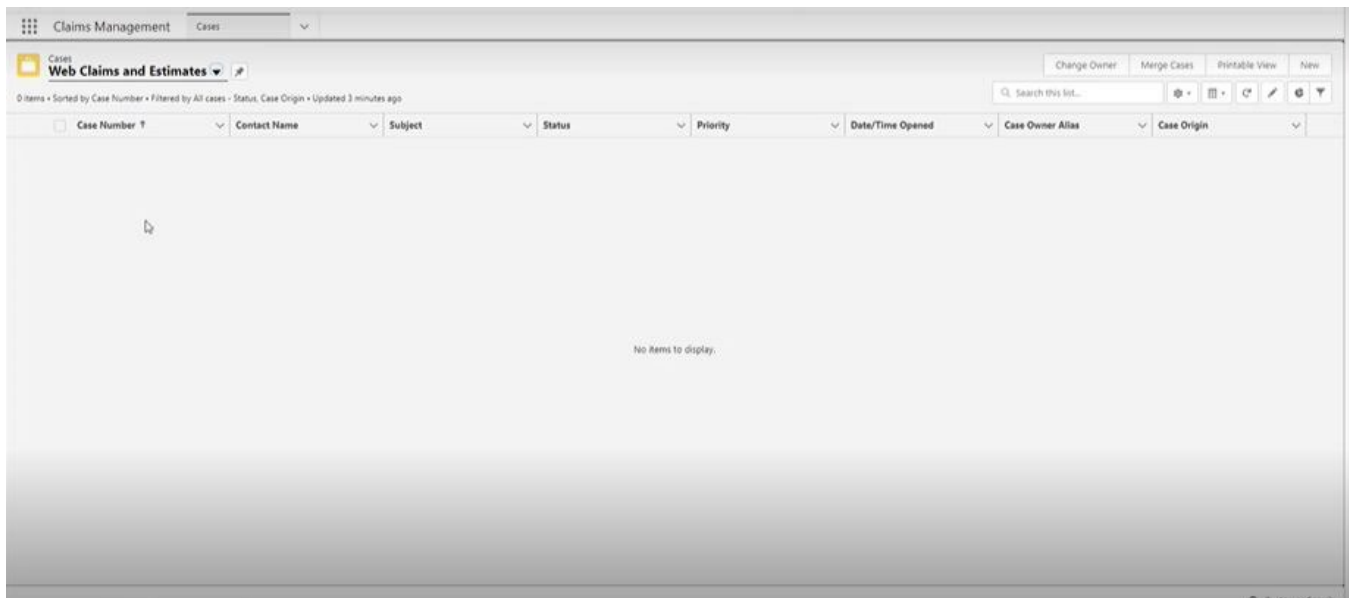 Claims Management Cases
Cases
Web Claims and Estimates
Change Owner Merge Cases Printable View New
0 items • Sorted by Case Number • Filtered by All cases - Status, Case Origin • Updated 3 minutes ago
Search this list...
Case Number ↑ Contact Name Subject Status Priority Date/Time Opened Case Owner Alias Case Origin
No items to display.